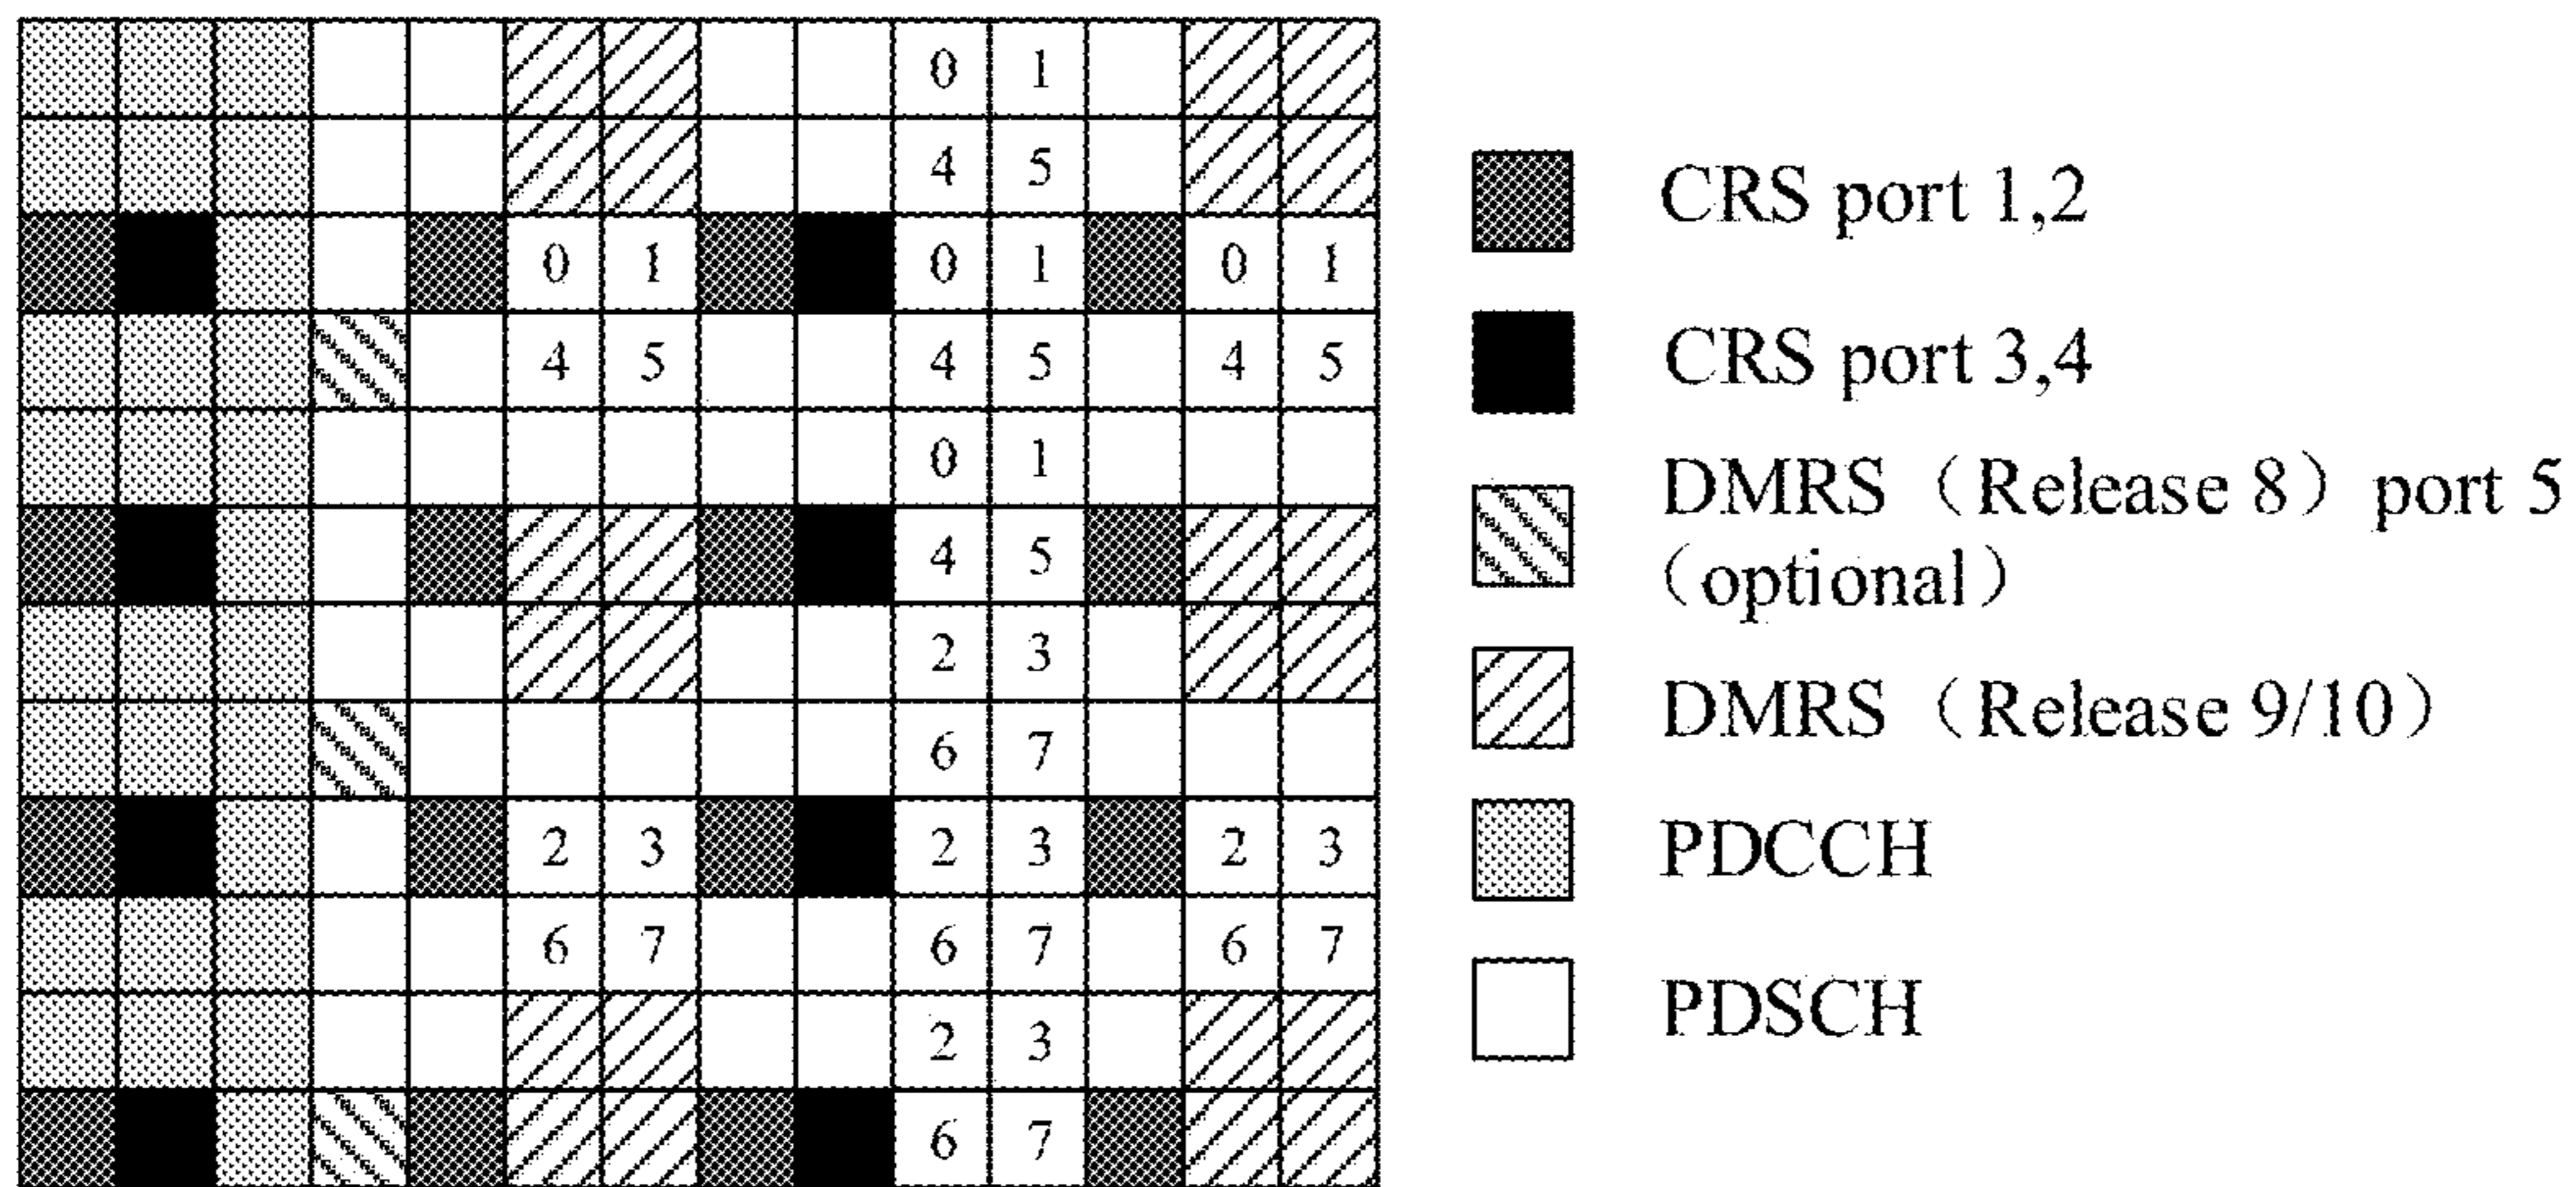 0 1
4 5
0 1 0 1 0 1
4 5 4 5 4 5
0 1
4 5
2 3
6 7
2 3 2 3 2 3
6 7 6 7 6 7
2 3
6 7
CRS port 1,2
CRS port 3,4
DMRS（Release 8）port 5
（optional）
DMRS（Release 9/10）
PDCCH
PDSCH